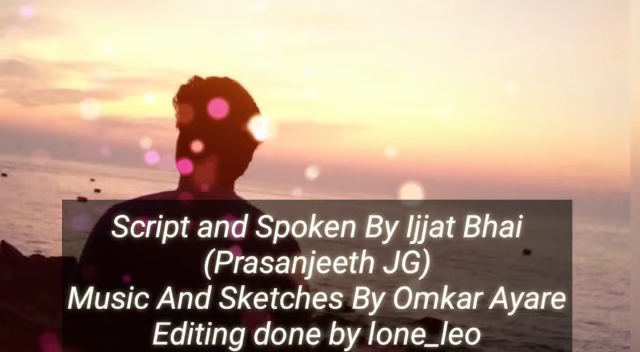 Script and Spoken By Ijjat Bhai
(Prasanjeeth JG)
Music And Sketches By Omkar Ayare
Editing done by lone_leo